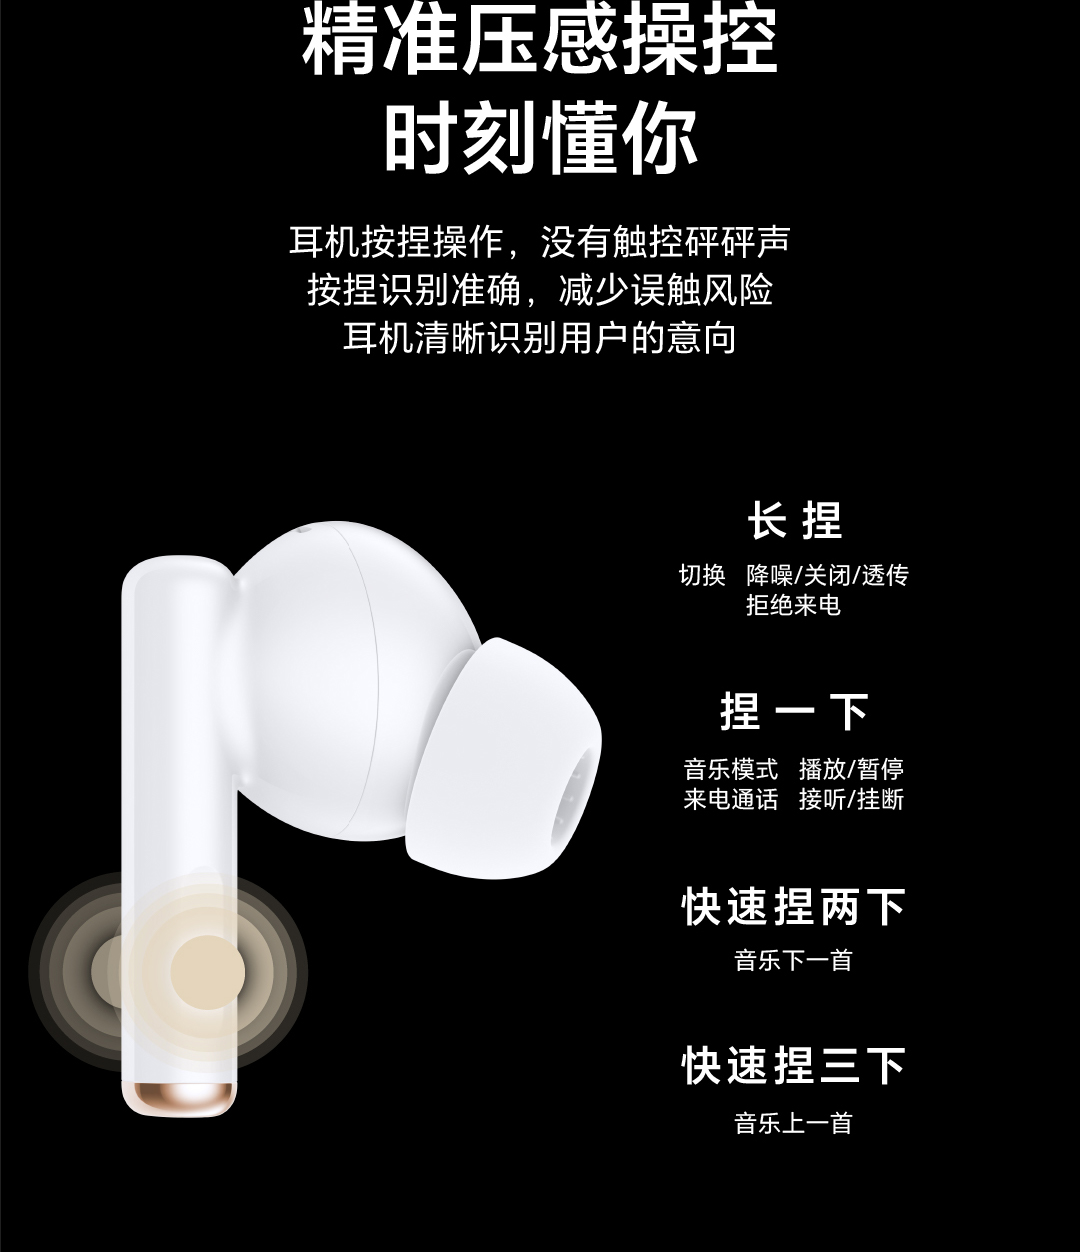 精准压感操控
时刻懂你
耳机按捏操作，没有触控砰砰声
按捏识别准确，减少误触风险
耳机清晰识别用户的意向
长捏
切换 降噪/关闭/透传
拒绝来电
捏一下
音乐模式 播放/暂停
来电通话 接听/挂断
快速捏两下
音乐下一首
快速捏三下
音乐上一首